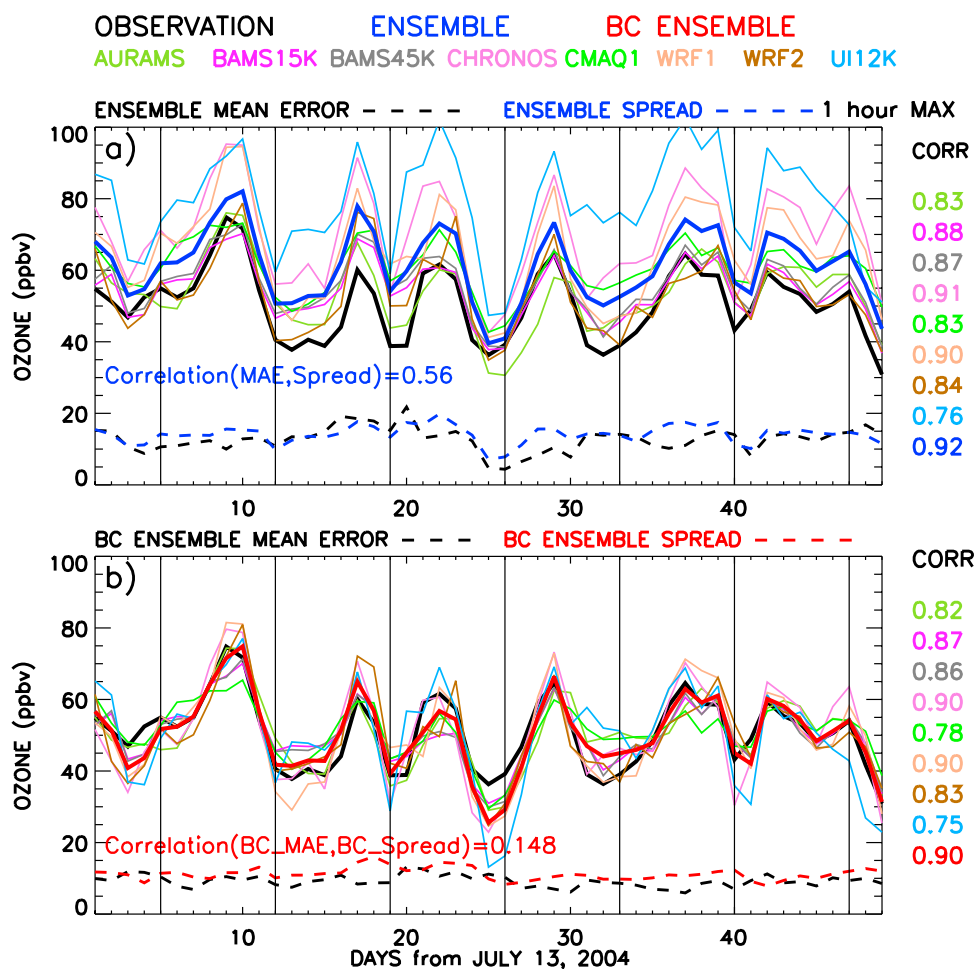 OBSERVATION ENSEMBLE BC ENSEMBLE
AURAMS BAMS15K BAMS45K CHRONOS CMAQ1 WRF1 WRF2 UI12K
ENSEMBLE MEAN ERROR ENSEMBLE SPREAD 1 hour MAX
a)
CORR
0.83
0.88
0.87
0.91
0.83
0.90
0.84
0.76
0.92
OZONE (ppbv)
100
80
60
40
20
0
Correlation(MAE,Spread)=0.56
10 20 30 40
BC ENSEMBLE MEAN ERROR BC ENSEMBLE SPREAD
b)
CORR
0.82
0.87
0.86
0.90
0.78
0.90
0.83
0.75
0.90
OZONE (ppbv)
100
80
60
40
20
0
Correlation(BC_MAE,BC_Spread)=0.148
10 20 30 40
DAYS from JULY 13, 2004